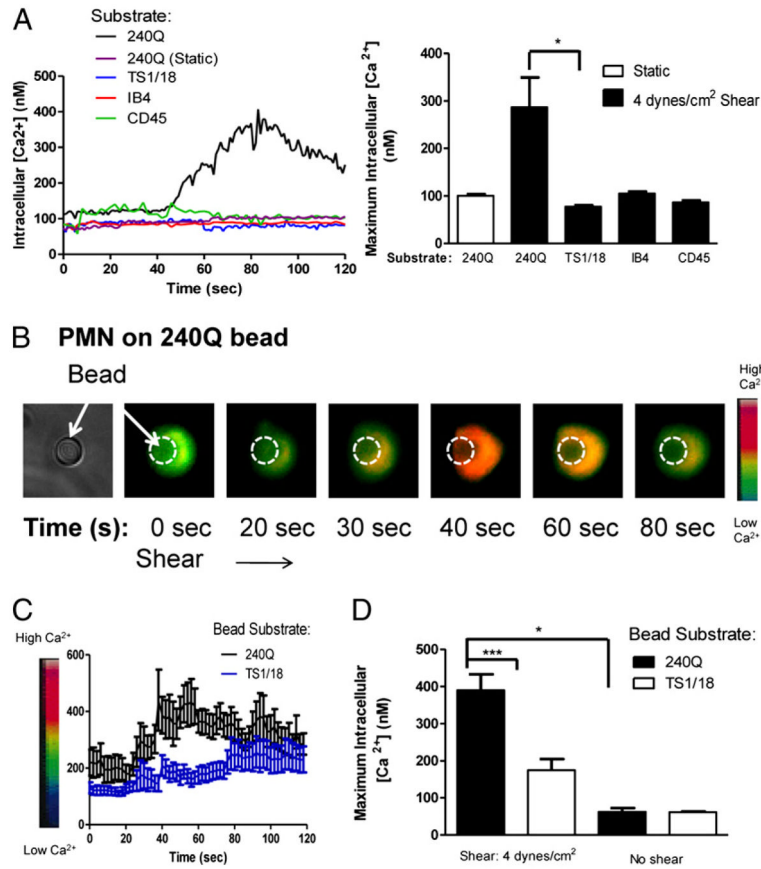 A
Substrate:
240Q
240Q (Static)
TS1/18
IB4
CD45
Intracellular [Ca2+] (nM)
500
400
300
200
100
0
0 20 40 60 80 100 120
Time (sec)
Maximum Intracellular [Ca 2+]
(nM)
400
300
200
100
0
*
Static
4 dynes/cm2 Shear
Substrate: 240Q 240Q TS1/18 IB4 CD45
B PMN on 240Q bead
Bead
High
Ca2
Low
Ca2+
Time (s): 0 sec 20 sec 30 sec 40 sec 60 sec 80 sec
Shear →
C
High Ca2+
Low Ca2+
Bead Substrate:
240Q
TS1/18
600
400
200
0
0 20 40 60 80 100 120
Time (sec)
D
Maximum Intracellular
[Ca 2+] (nM)
500
400
300
200
100
0
*
***
Bead Substrate:
240Q
TS1/18
Shear: 4 dynes/cm2 No shear